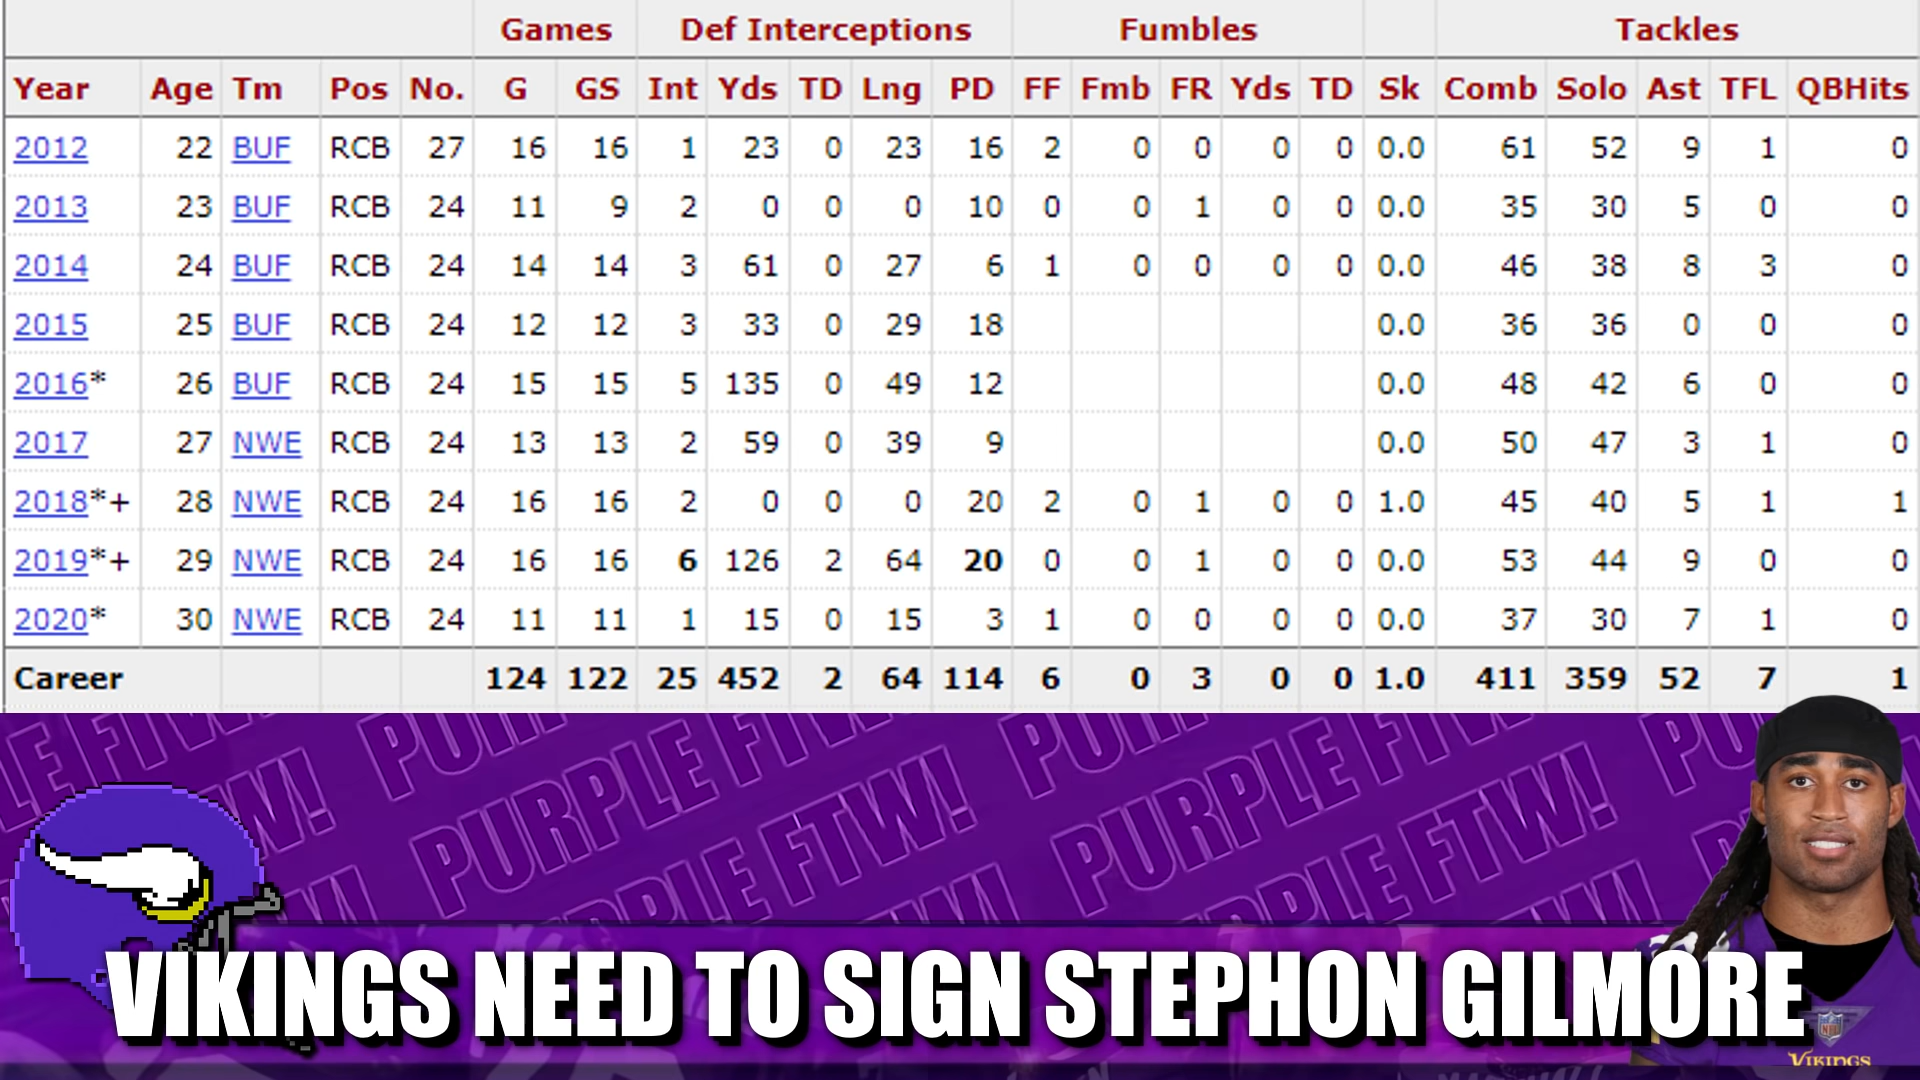 Games Def Interceptions Fumbles Tackles
Year Age Tm Pos No. G GS Int Yds TD Lng PD FF Fmb FR Yds TD Sk Comb Solo Ast TFL QBHits
2012 22 BUF RCB 27 16 16 1 23 0 23 16 2 0 0 0 0 0.0 61 52 9 1 0
2013 23 BUF RCB 24 11 9 2 0 0 0 10 0 0 1 0 0 0.0 35 30 5 0 0
2014 24 BUF RCB 24 14 14 3 61 0 27 6 1 0 0 0 0 0.0 46 38 8 3 0
2015 25 BUF RCB 24 12 12 3 33 0 29 18 0.0 36 36 0 0 0
2016* 26 BUF RCB 24 15 15 5 135 0 49 12 0.0 48 42 6 0 0
2017 27 NWE RCB 24 13 13 2 59 0 39 9 0.0 50 47 3 1 0
2018*+ 28 NWE RCB 24 16 16 2 0 0 0 20 2 0 1 0 0 1.0 45 40 5 1 1
2019*+ 29 NWE RCB 24 16 16 6 126 2 64 20 0 0 1 0 0 0.0 53 44 9 0 0
2020* 30 NWE RCB 24 11 11 1 15 0 15 3 1 0 0 0 0 0.0 37 30 7 1 0
Career 124 122 25 452 2 64 114 6 0 3 0 0 1.0 411 359 52 7 1
PURPLE FTW!
PURPLE FTW!
PURPLE FTW!
PURPLE FTW!
VIKINGS NEED TO SIGN STEPHON GILMORE
NFL
VIKINGS